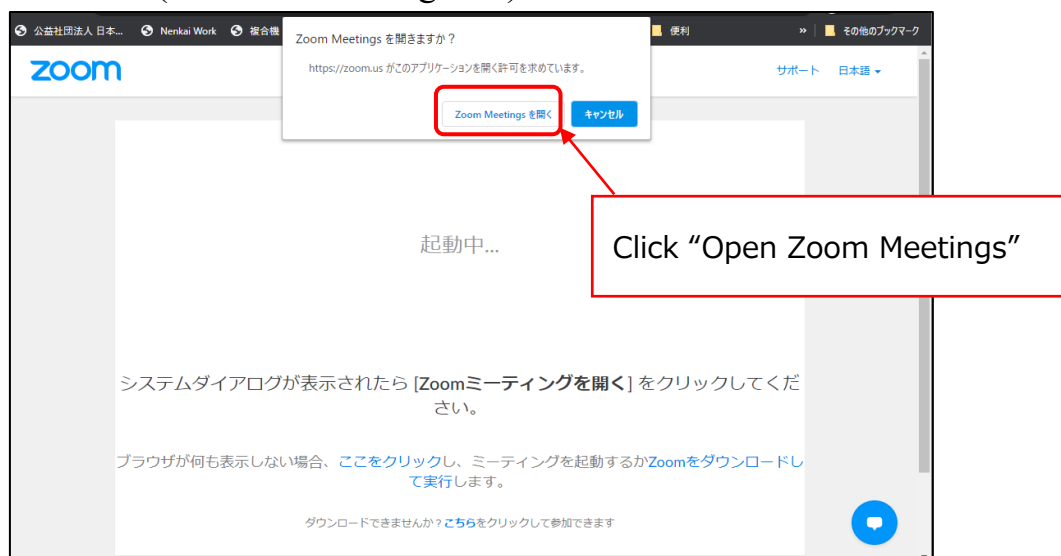 公益社団法人 日本... Nenkai Work 複合機 便利 » その他のブックマーク
Zoom Meetings を開きますか？
https://zoom.us がこのアプリケーションを開く許可を求めています。
Zoom Meetings を開く キャンセル
zoom サポート 日本語
起動中...
Click “Open Zoom Meetings”
システムダイアログが表示されたら [Zoomミーティングを開く] をクリックしてくだ
さい。
ブラウザが何も表示しない場合、ここをクリックし、ミーティングを起動するかZoomをダウンロードし
て実行します。
ダウンロードできませんか？こちらをクリックして参加できます